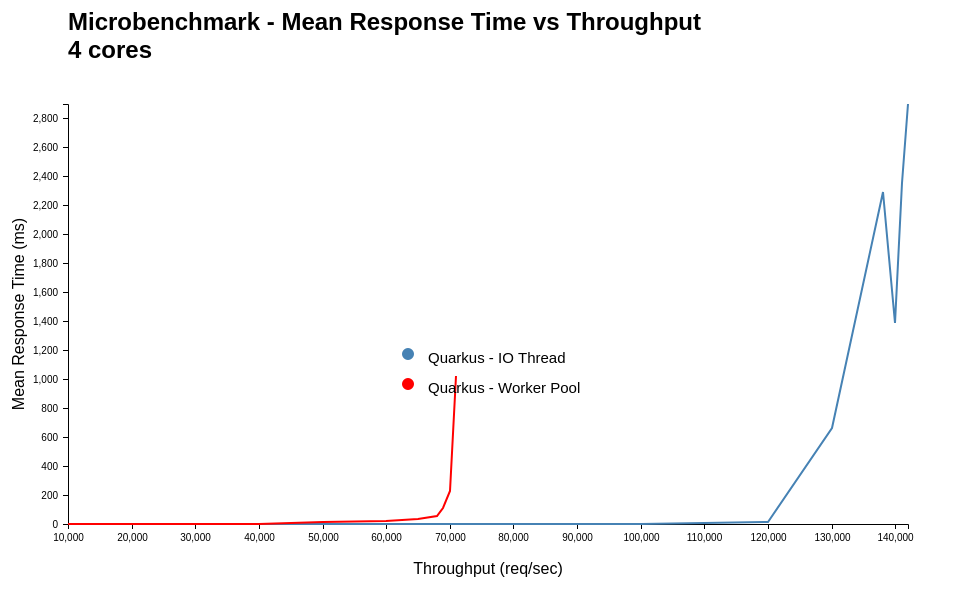 Microbenchmark - Mean Response Time vs Throughput
4 cores
Mean Response Time (ms)
2,800
2,600
2,400
2,200
2,000
1,800
1,600
1,400
1,200
1,000
800
600
400
200
0
Quarkus - IO Thread
Quarkus - Worker Pool
10,000 20,000 30,000 40,000 50,000 60,000 70,000 80,000 90,000 100,000 110,000 120,000 130,000 140,000
Throughput (req/sec)